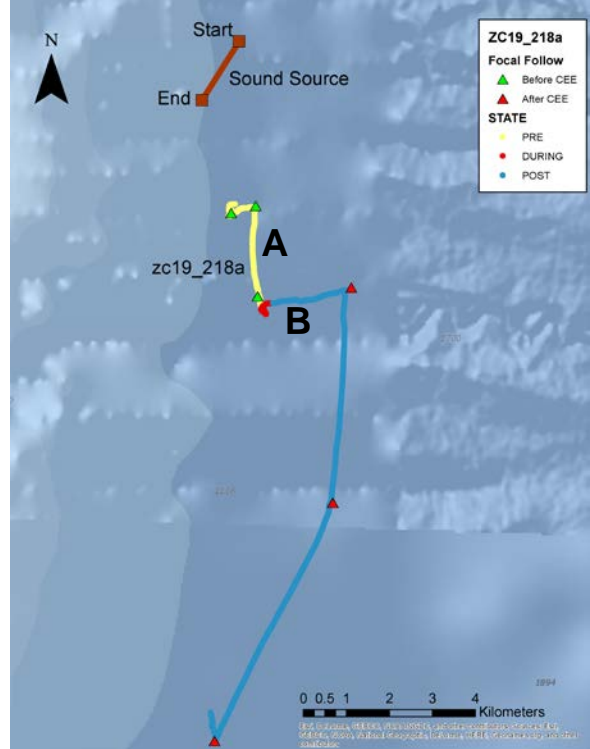 Start
N
Sound Source
End
ZC19_218a
Focal Follow
Before CEE
After CEE
STATE
PRE
DURING
POST
A
zc19_218a
B
0 0.5 1 2 3 4
Kilometers